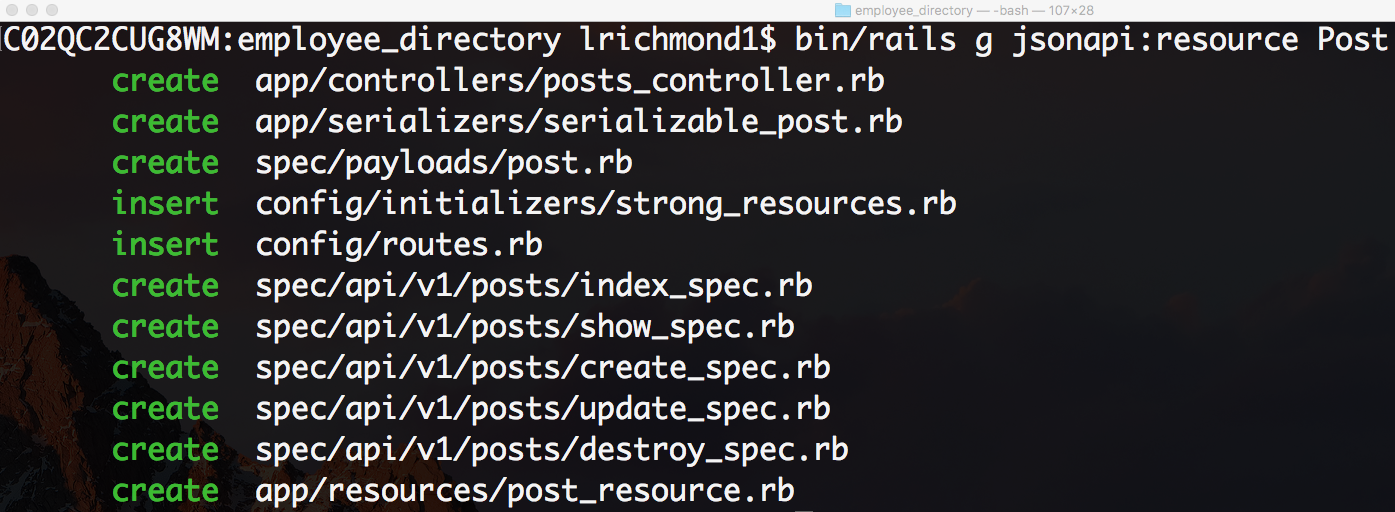 employee_directory — -bash — 107×28
C02QC2CUG8WM:employee_directory lrichmond1$ bin/rails g jsonapi:resource Post
create app/controllers/posts_controller.rb
create app/serializers/serializable_post.rb
create spec/payloads/post.rb
insert config/initializers/strong_resources.rb
insert config/routes.rb
create spec/api/v1/posts/index_spec.rb
create spec/api/v1/posts/show_spec.rb
create spec/api/v1/posts/create_spec.rb
create spec/api/v1/posts/update_spec.rb
create spec/api/v1/posts/destroy_spec.rb
create app/resources/post_resource.rb